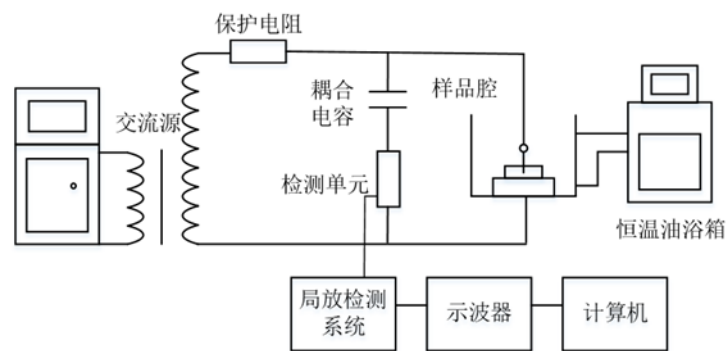 保护电阻
交流源
耦合
电容
样品腔
检测单元
恒温油浴箱
局放检测
系统
示波器
计算机